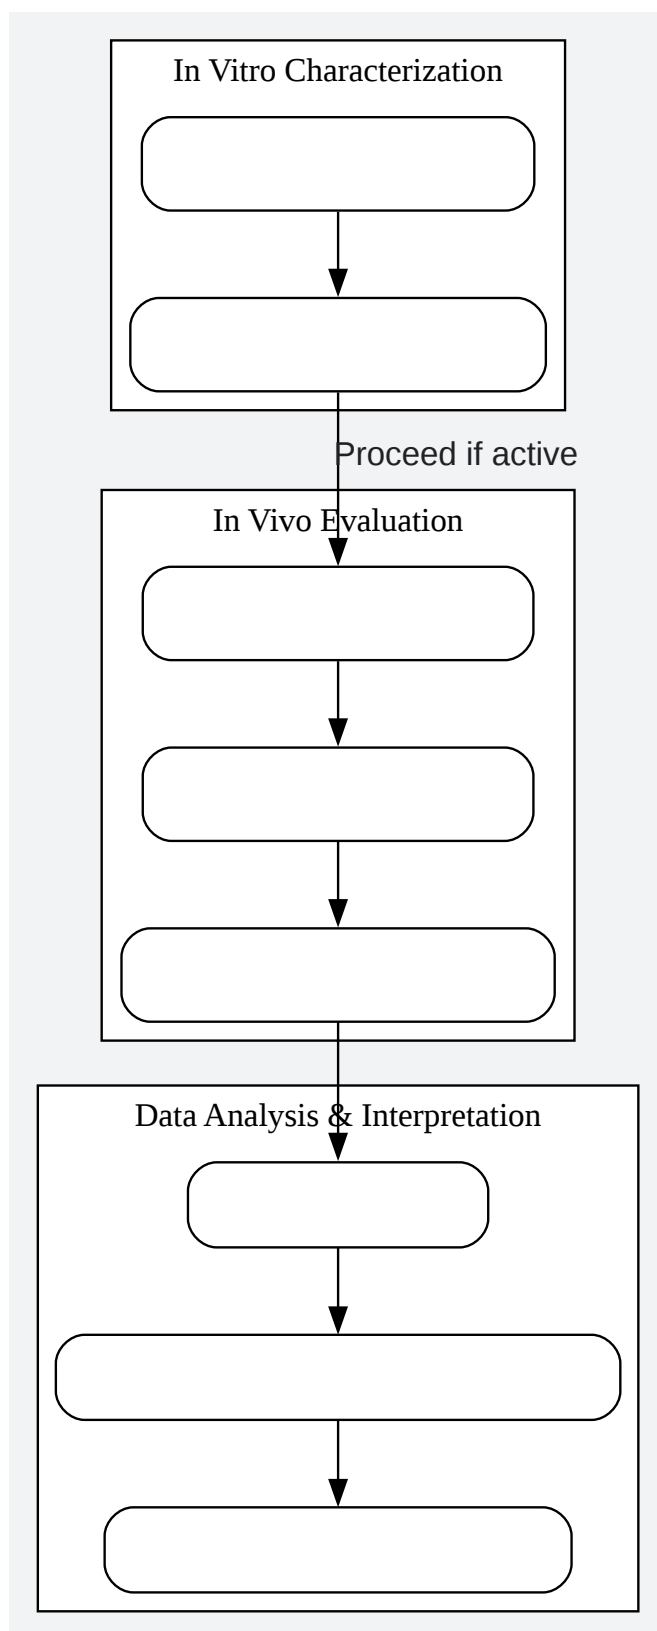 In Vitro Characterization
Proceed if active
In Vivo Evaluation
Data Analysis & Interpretation